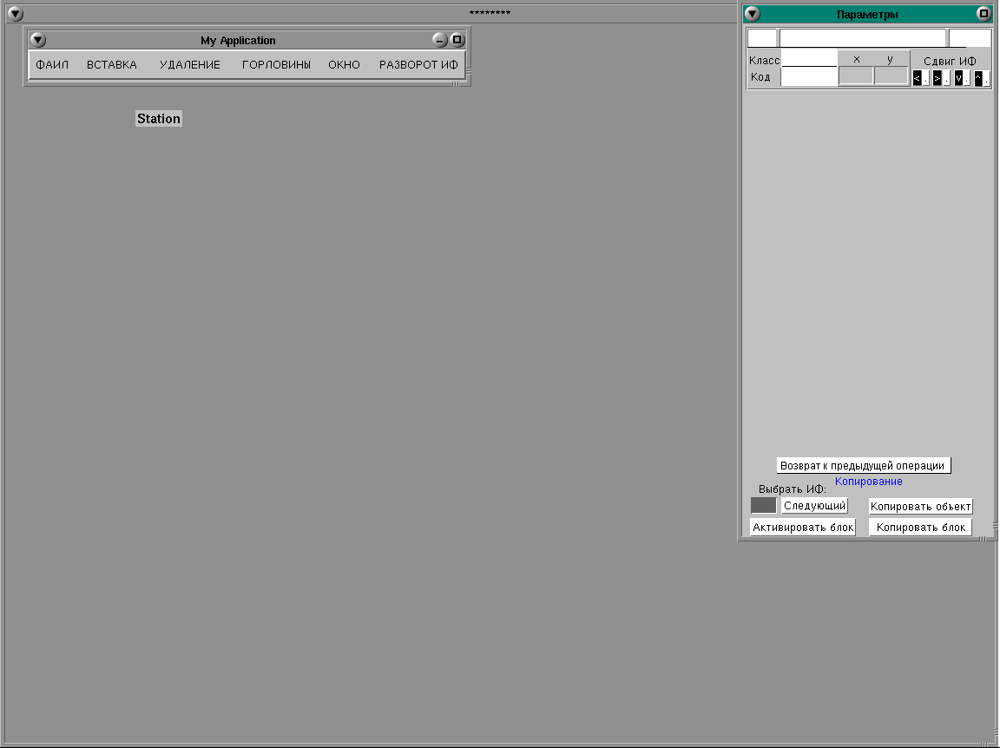 ********
My Application
ФАИЛ ВСТАВКА УДАЛЕНИЕ ГОРЛОВИНЫ ОКНО РАЗВОРОТ ИФ
Station
Параметры
Класс x y Сдвиг ИФ
Код < . > . v . ^ .
Возврат к предыдущей операции
Копирование
Выбрать ИФ:
Следующий Копировать объект
Активировать блок Копировать блок